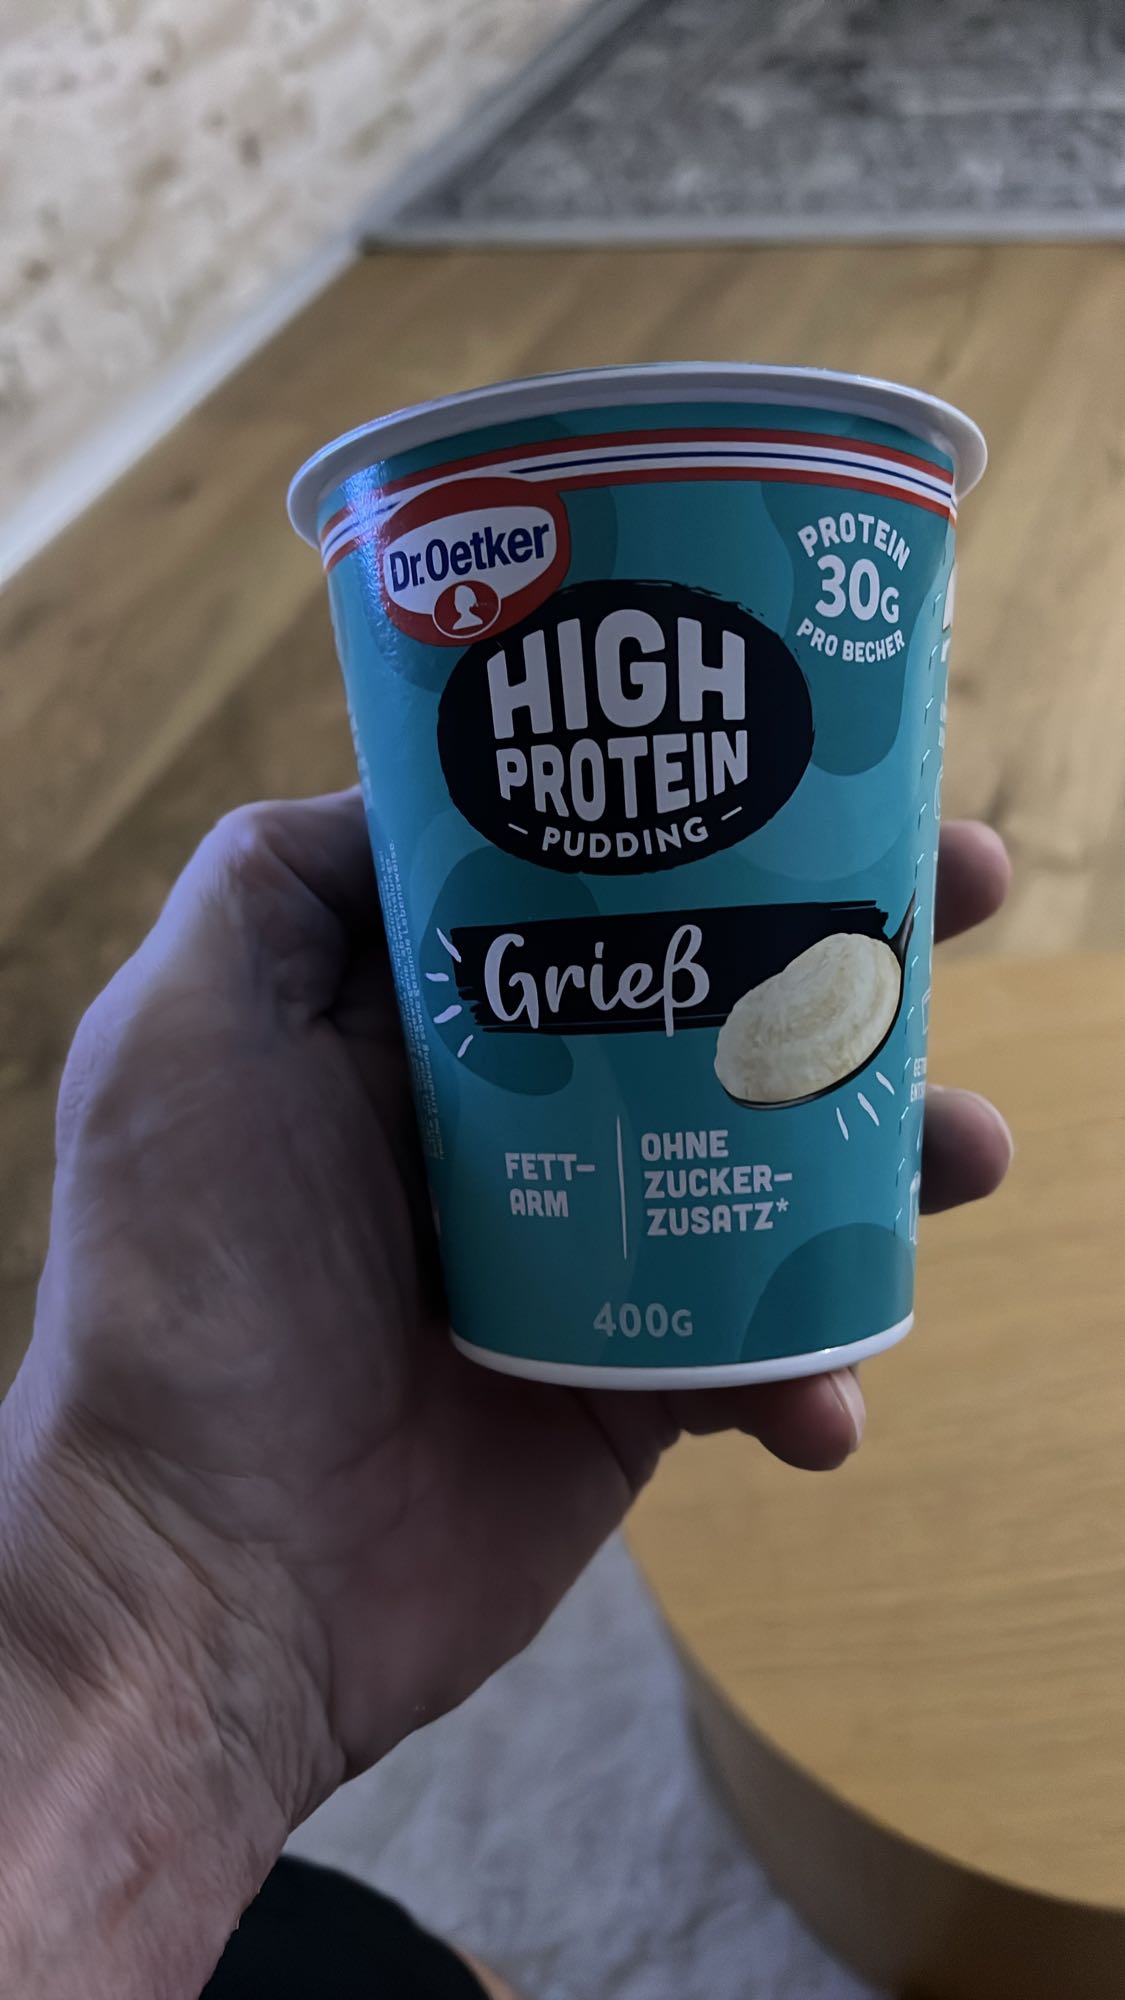 Dr.Oetker
PROTEIN
30G
PRO BECHER
HIGH
PROTEIN
PUDDING
Grieß
FETT-
ARM
OHNE
ZUCKER-
ZUSATZ*
400G